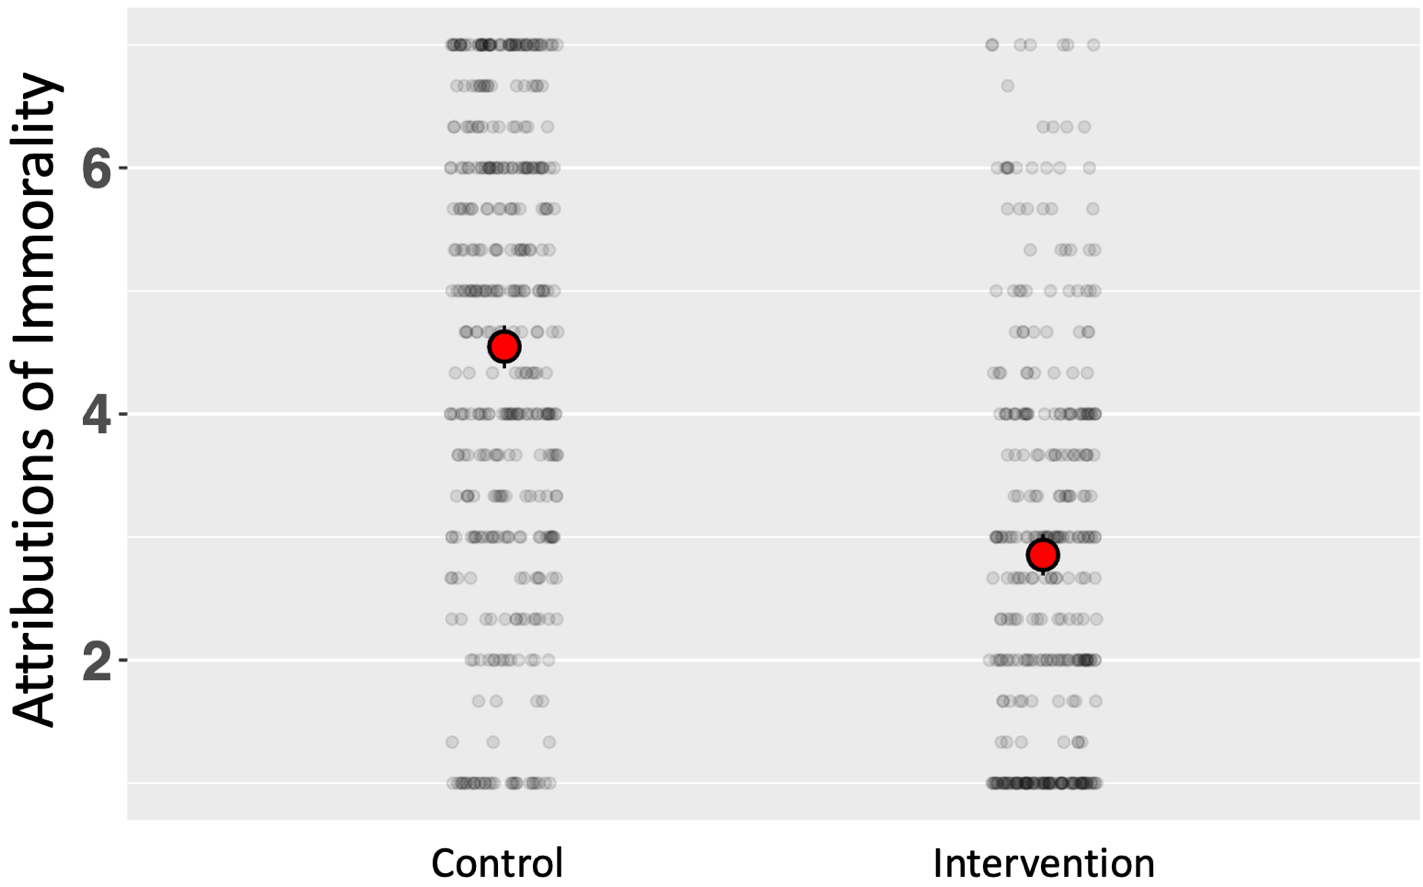 Attributions of Immorality
6
4
2
Control
Intervention